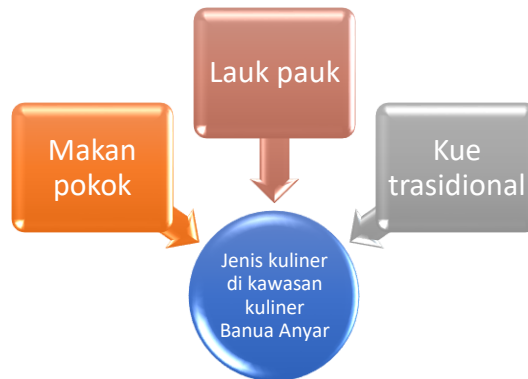 Lauk pauk
Makan
pokok
Kue
trasidional
Jenis kuliner
di kawasan
kuliner
Banua Anyar